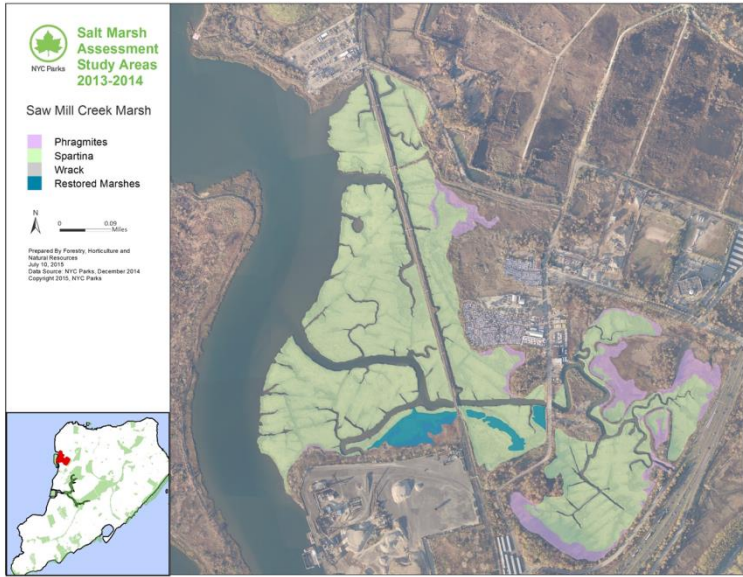 Salt Marsh
Assessment
Study Areas
2013-2014
NYC Parks
Saw Mill Creek Marsh
Phragmites
Spartina
Wrack
Restored Marshes
N
0 0.09
Miles
Prepared By Forestry, Horticulture and
Natural Resources
July 10, 2015
Data Source: NYC Parks, December 2014
Copyright 2015, NYC Parks